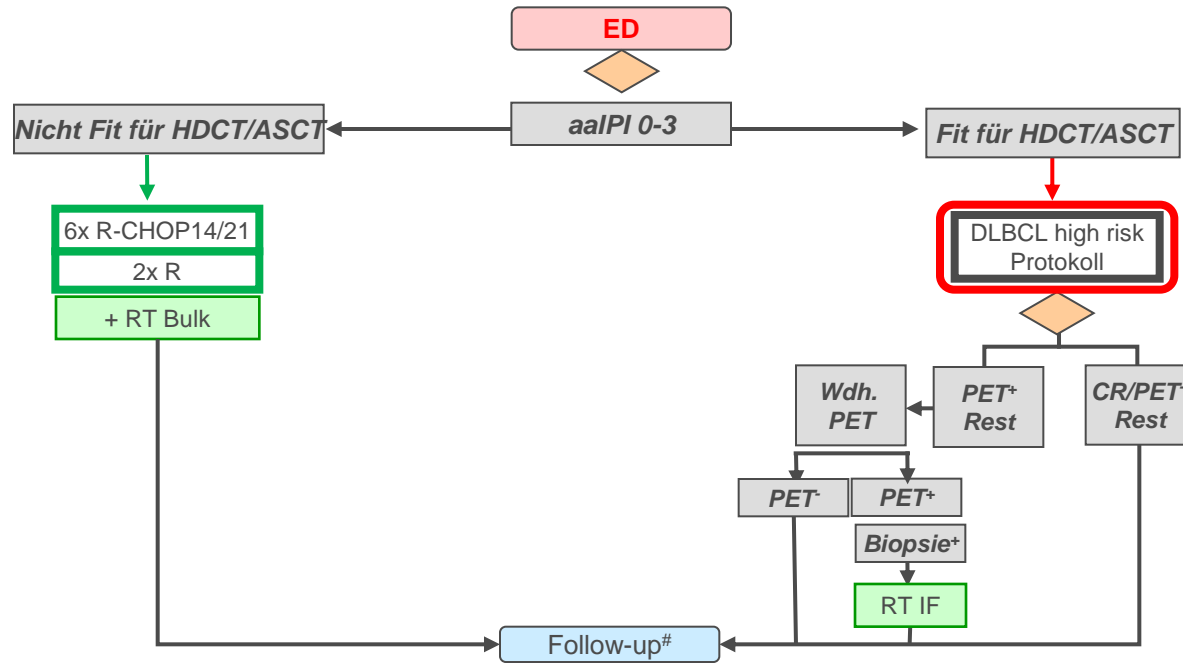 ED
aaIPI 0-3
Nicht Fit für HDCT/ASCT
Fit für HDCT/ASCT
6x R-CHOP14/21
2x R
+ RT Bulk
DLBCL high risk
Protokoll
Wdh.
PET
PET⁺
Rest
CR/PET⁻
Rest
PET⁻
PET⁺
Biopsie⁺
RT IF
Follow-up#